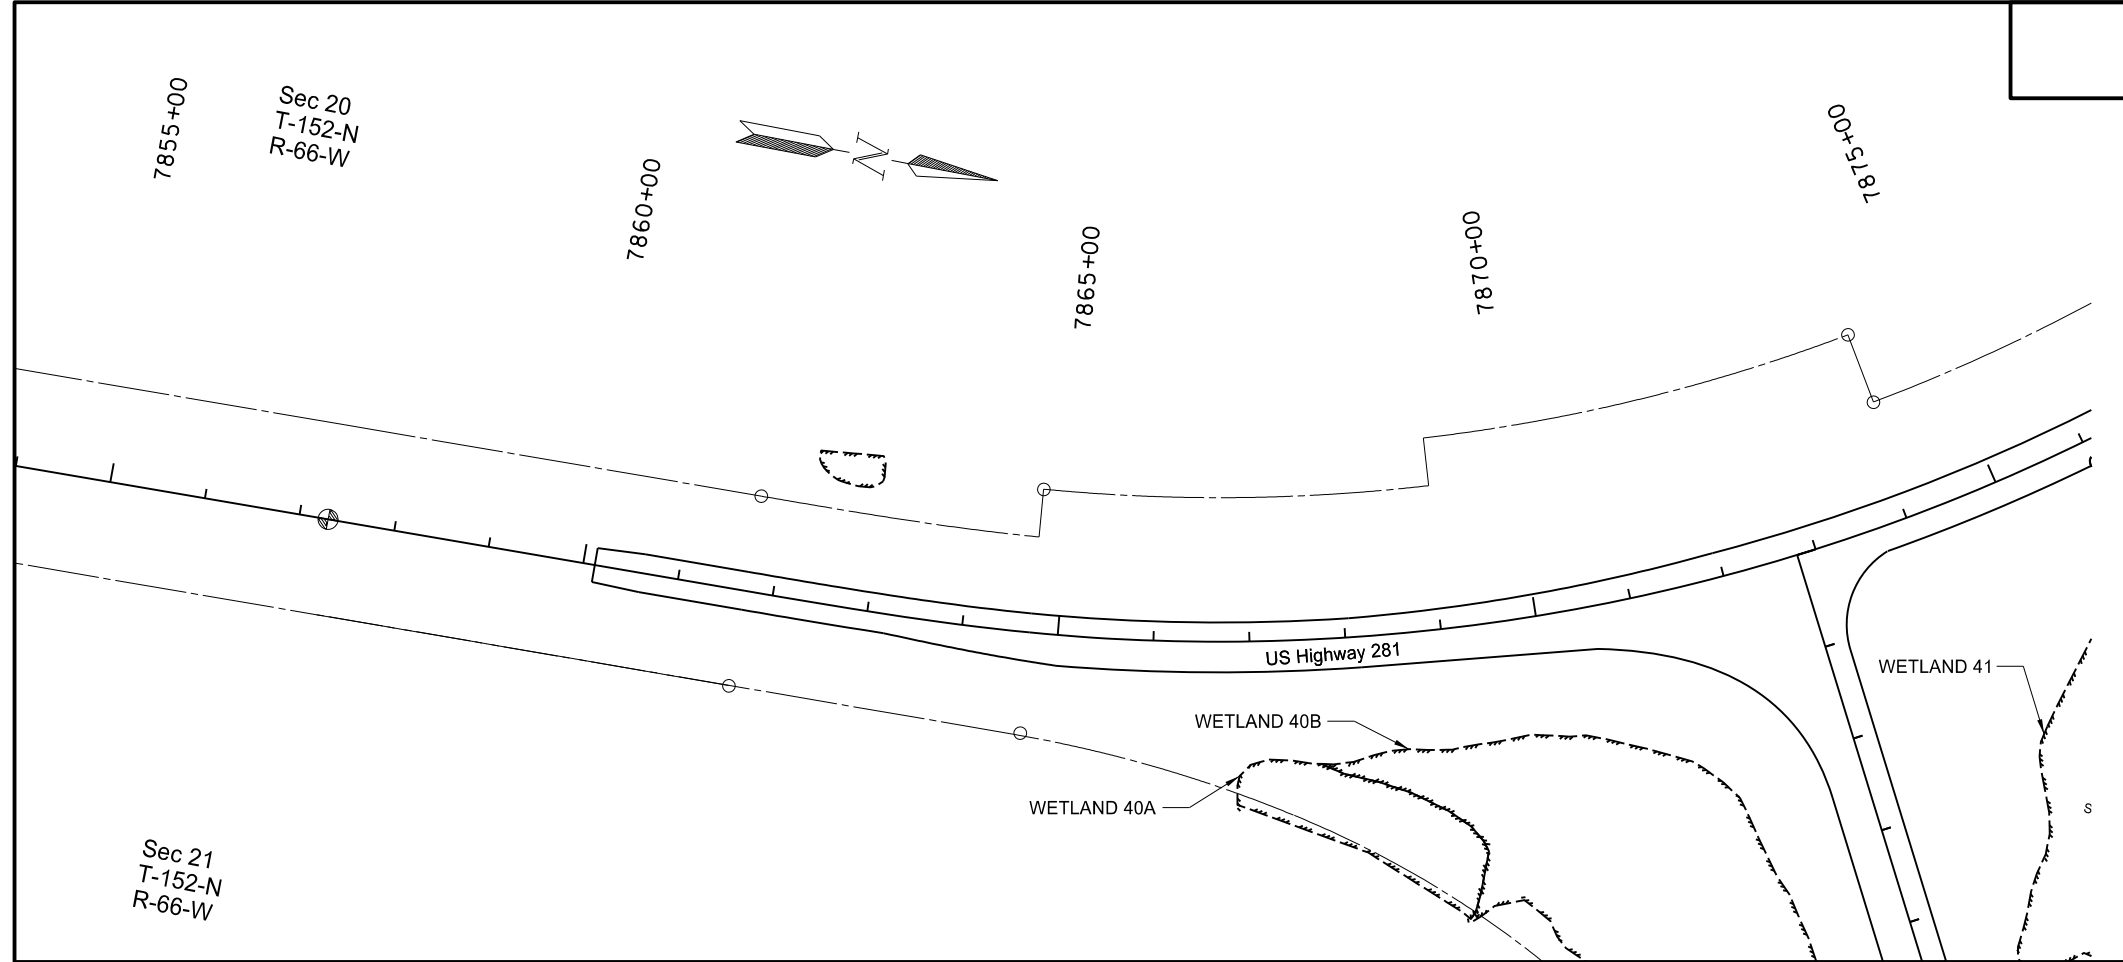 7855+00
Sec 20
T-152-N
R-66-W
7860+00
N
7865+00
7870+00
7875+00
US Highway 281
WETLAND 41
WETLAND 40B
WETLAND 40A
S
Sec 21
T-152-N
R-66-W